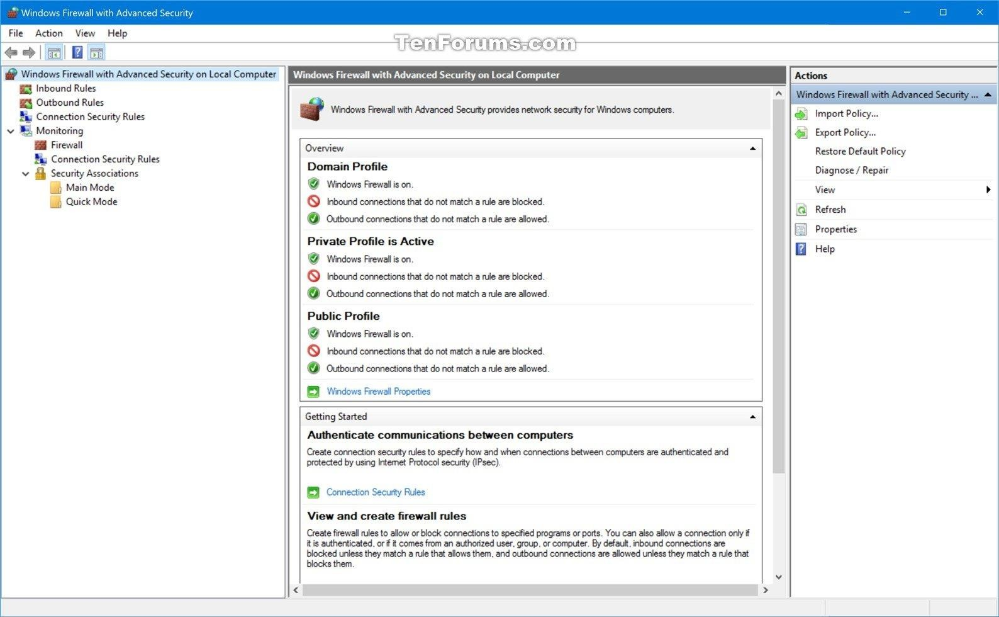 Windows Firewall with Advanced Security
File Action View Help
TenForums.com
Windows Firewall with Advanced Security on Local Computer
Inbound Rules
Outbound Rules
Connection Security Rules
Monitoring
Firewall
Connection Security Rules
Security Associations
Main Mode
Quick Mode
Windows Firewall with Advanced Security on Local Computer
Windows Firewall with Advanced Security provides network security for Windows computers.
Overview
Domain Profile
Windows Firewall is on.
Inbound connections that do not match a rule are blocked.
Outbound connections that do not match a rule are allowed.
Private Profile is Active
Windows Firewall is on.
Inbound connections that do not match a rule are blocked.
Outbound connections that do not match a rule are allowed.
Public Profile
Windows Firewall is on.
Inbound connections that do not match a rule are blocked.
Outbound connections that do not match a rule are allowed.
Windows Firewall Properties
Getting Started
Authenticate communications between computers
Create connection security rules to specify how and when connections between computers are authenticated and
protected by using Internet Protocol security (IPsec).
Connection Security Rules
View and create firewall rules
Create firewall rules to allow or block connections to specified programs or ports. You can also allow a connection only if
it is authenticated, or if it comes from an authorized user, group, or computer. By default, inbound connections are
blocked unless they match a rule that allows them, and outbound connections are allowed unless they match a rule that
blocks them.
Actions
Windows Firewall with Advanced Security ...
Import Policy...
Export Policy...
Restore Default Policy
Diagnose / Repair
View
Refresh
Properties
Help